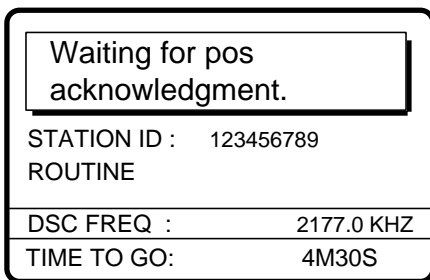 Waiting for pos
acknowledgment.
STATION ID : 123456789
ROUTINE
DSC FREQ : 2177.0 KHZ
TIME TO GO: 4M30S